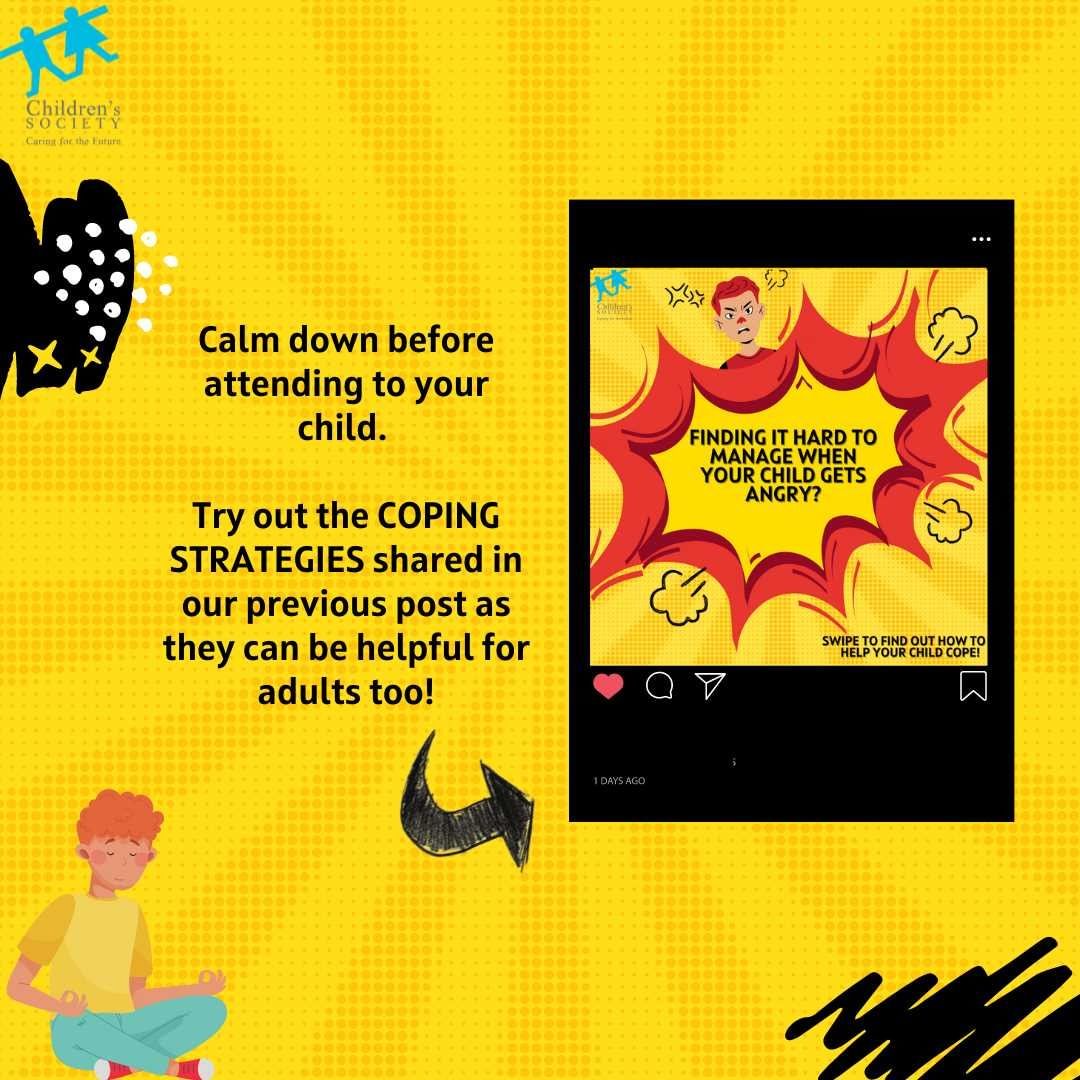 Children's
SOCIETY
Caring for the Future
Calm down before
attending to your
child.
Try out the COPING
STRATEGIES shared in
our previous post as
they can be helpful for
adults too!
Children's
SOCIETY
FINDING IT HARD TO
MANAGE WHEN
YOUR CHILD GETS
ANGRY?
SWIPE TO FIND OUT HOW TO
HELP YOUR CHILD COPE!
1 DAYS AGO